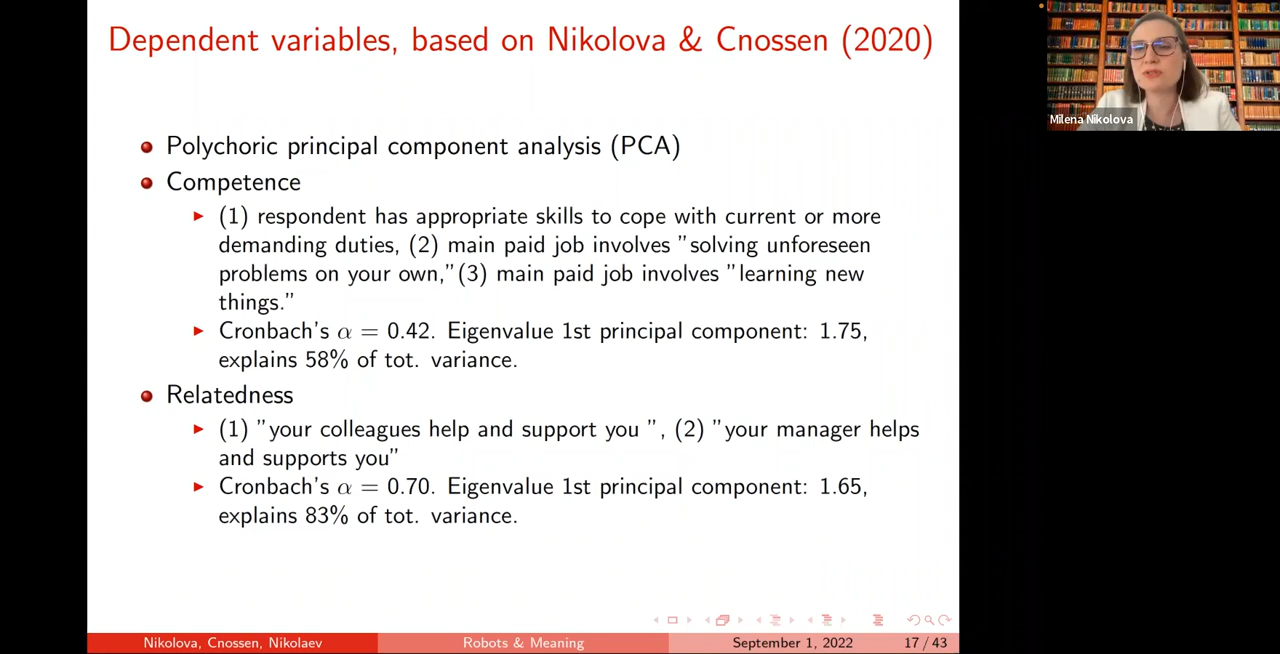 Dependent variables, based on Nikolova & Cnossen (2020)
Polychoric principal component analysis (PCA)
Competence
(1) respondent has appropriate skills to cope with current or more
demanding duties, (2) main paid job involves ”solving unforeseen
problems on your own,”(3) main paid job involves ”learning new
things.”
Cronbach's α = 0.42. Eigenvalue 1st principal component: 1.75,
explains 58% of tot. variance.
Relatedness
(1) ”your colleagues help and support you ”, (2) ”your manager helps
and supports you”
Cronbach's α = 0.70. Eigenvalue 1st principal component: 1.65,
explains 83% of tot. variance.
Nikolova, Cnossen, Nikolaev
Robots & Meaning
September 1, 2022
17 / 43
Milena Nikolova